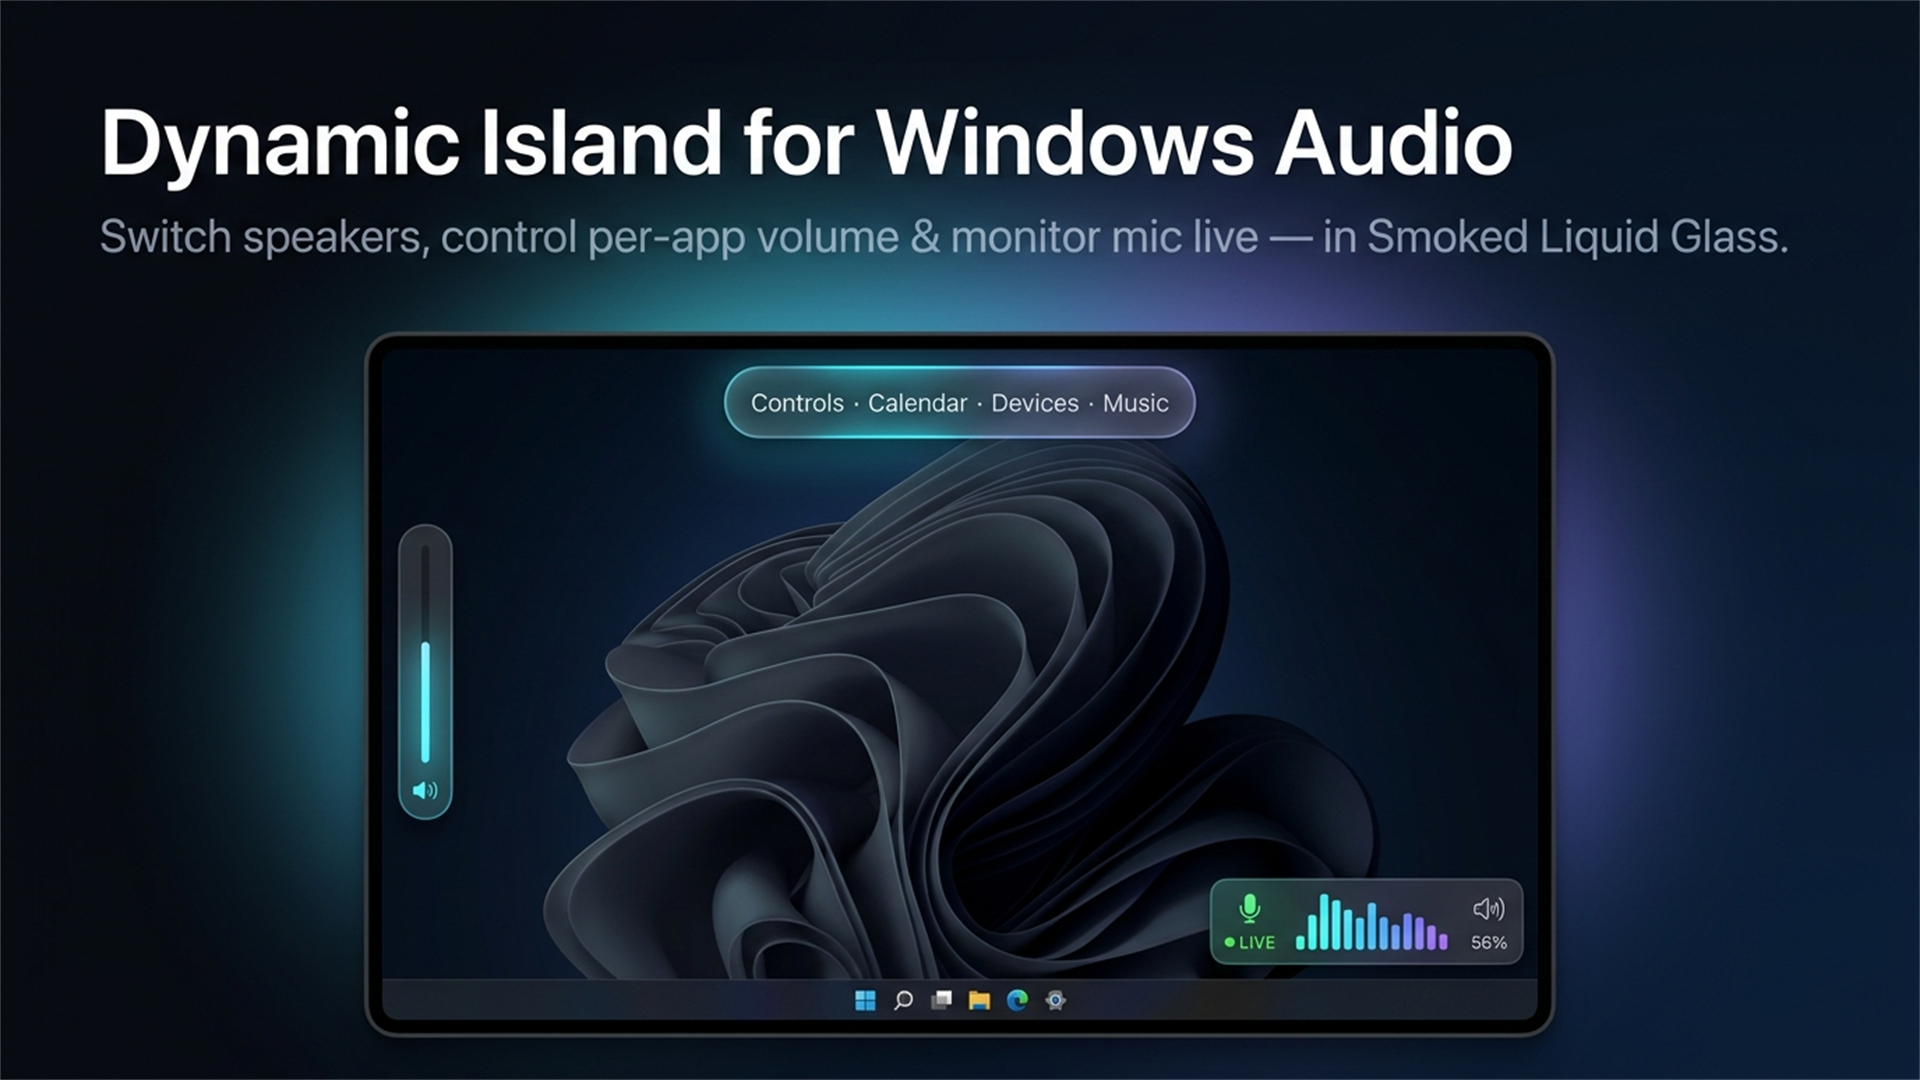 Dynamic Island for Windows Audio
Switch speakers, control per-app volume & monitor mic live — in Smoked Liquid Glass.
Controls · Calendar · Devices · Music
LIVE
56%